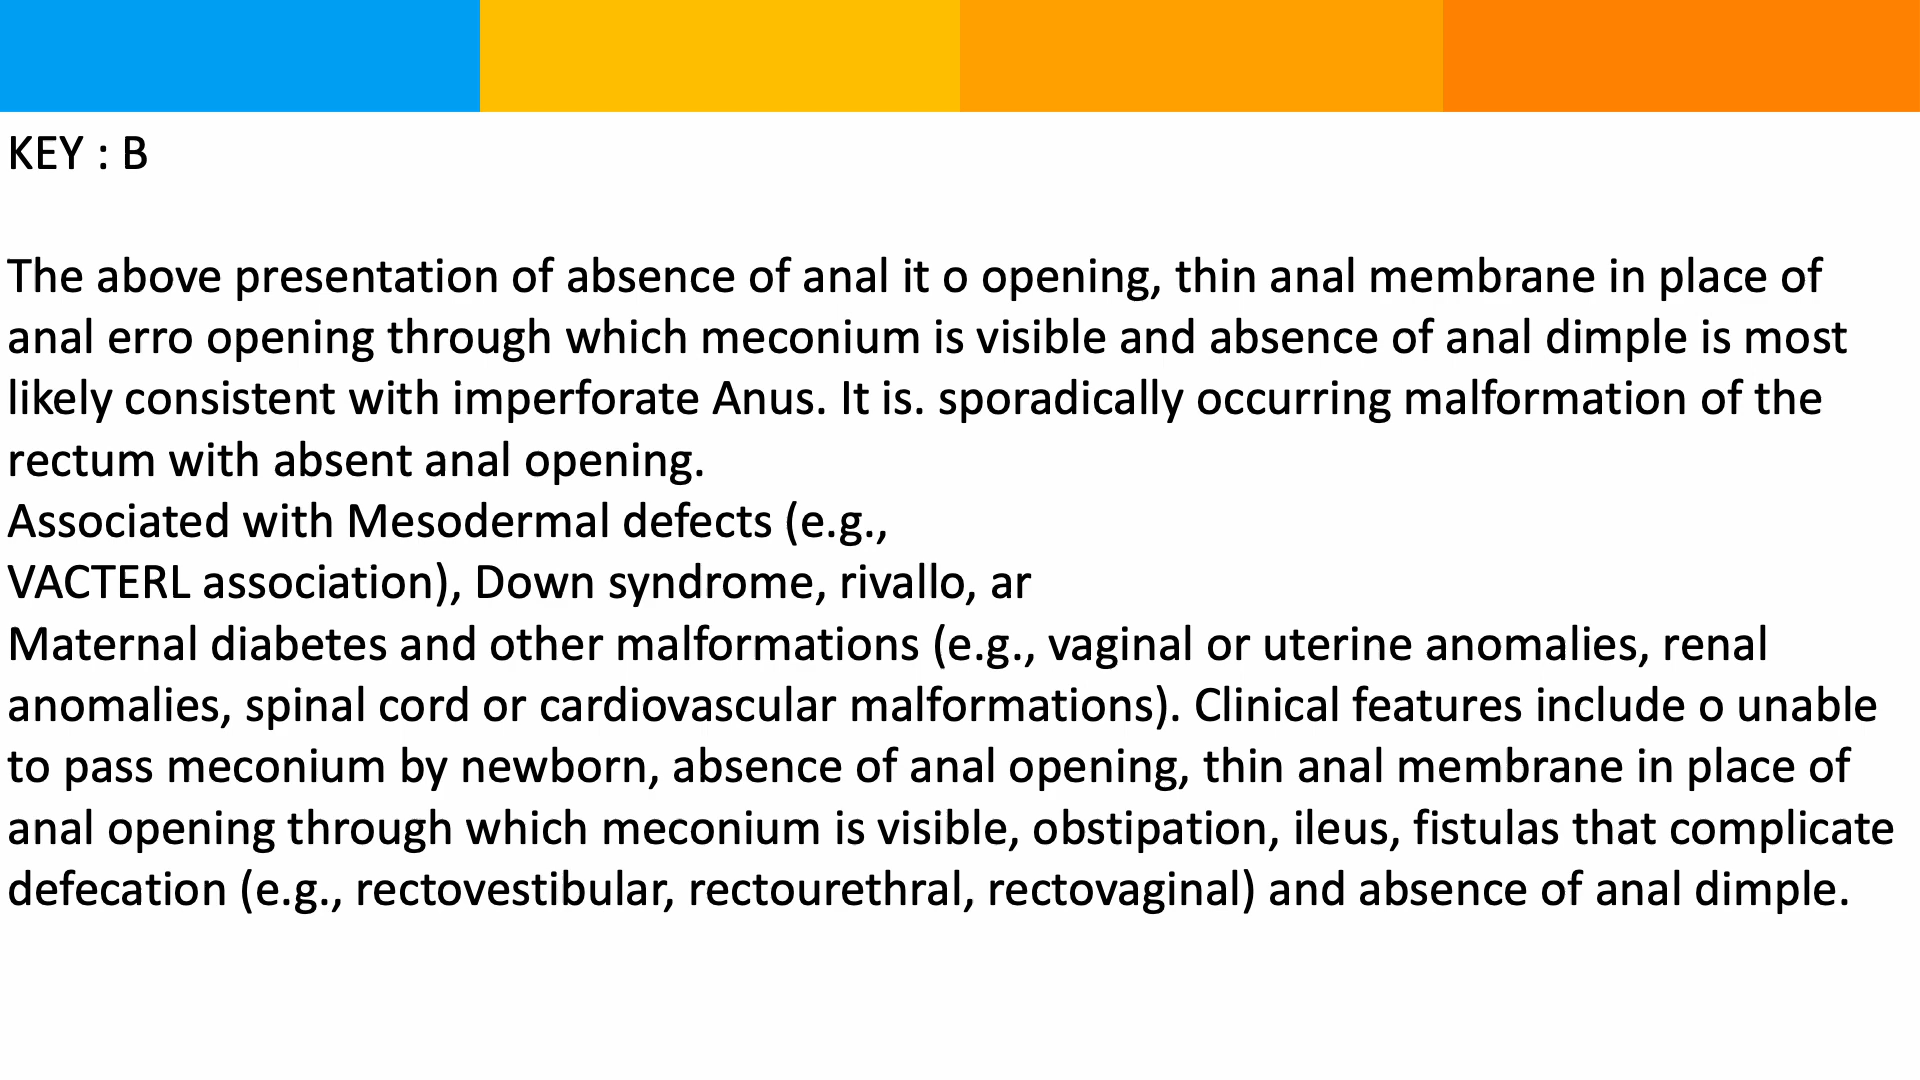 KEY : B
The above presentation of absence of anal it o opening, thin anal membrane in place of
anal erro opening through which meconium is visible and absence of anal dimple is most
likely consistent with imperforate Anus. It is. sporadically occurring malformation of the
rectum with absent anal opening.
Associated with Mesodermal defects (e.g.,
VACTERL association), Down syndrome, rivallo, ar
Maternal diabetes and other malformations (e.g., vaginal or uterine anomalies, renal
anomalies, spinal cord or cardiovascular malformations). Clinical features include o unable
to pass meconium by newborn, absence of anal opening, thin anal membrane in place of
anal opening through which meconium is visible, obstipation, ileus, fistulas that complicate
defecation (e.g., rectovestibular, rectourethral, rectovaginal) and absence of anal dimple.